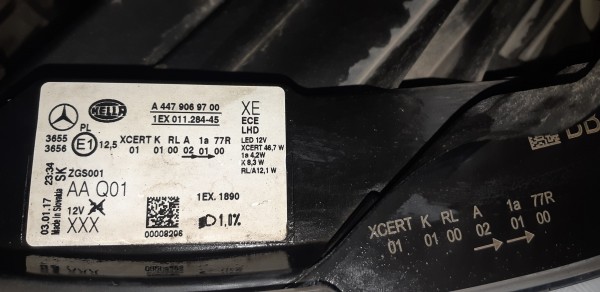 HELLA
A 447 906 97 00
1EX 011.284-45
XE
ECE
LHD
LED 12V
XCERT 46,7 W
1a 4,2W
K 8,3 W
RL/A12,1 W
PL
3655
3656
E1
12,5
XCERT K RL A 1a 77R
01 01 00 02 01 00
03.01.17 23:34
Made in Slovakia
SK
ZGS001
AA Q01
12V
XXX
00008206
1EX. 1890
1.0%
XCERT K RL A 1a 77R
01 01 00 02 01 00